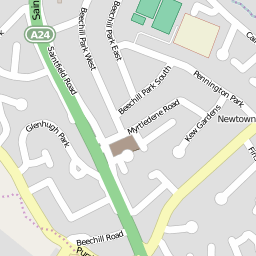 Sain
A24
Saintfield Road
Beechill Park West
Beechill Park East
Beechill Park South
Pennington Park
Myrtledene Road
Kew Gardens
Newtown
Glenhugh Park
Beechill Road